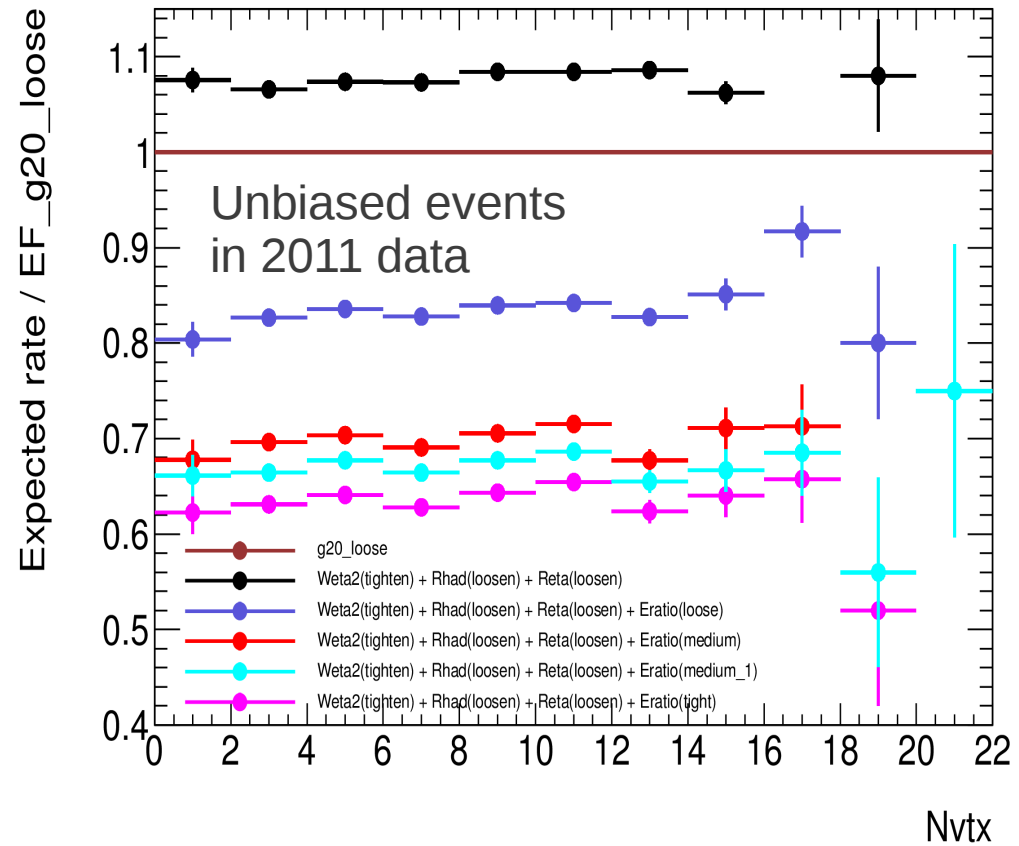 Expected rate / EF_g20_loose
1.1
1
0.9
0.8
0.7
0.6
0.5
0.4
Unbiased events
in 2011 data
g20_loose
Weta2(tighten) + Rhad(loosen) + Reta(loosen)
Weta2(tighten) + Rhad(loosen) + Reta(loosen) + Eratio(loose)
Weta2(tighten) + Rhad(loosen) + Reta(loosen) + Eratio(medium)
Weta2(tighten) + Rhad(loosen) + Reta(loosen) + Eratio(medium_1)
Weta2(tighten) + Rhad(loosen) + Reta(loosen) + Eratio(tight)
0 2 4 6 8 10 12 14 16 18 20 22
Nvtx